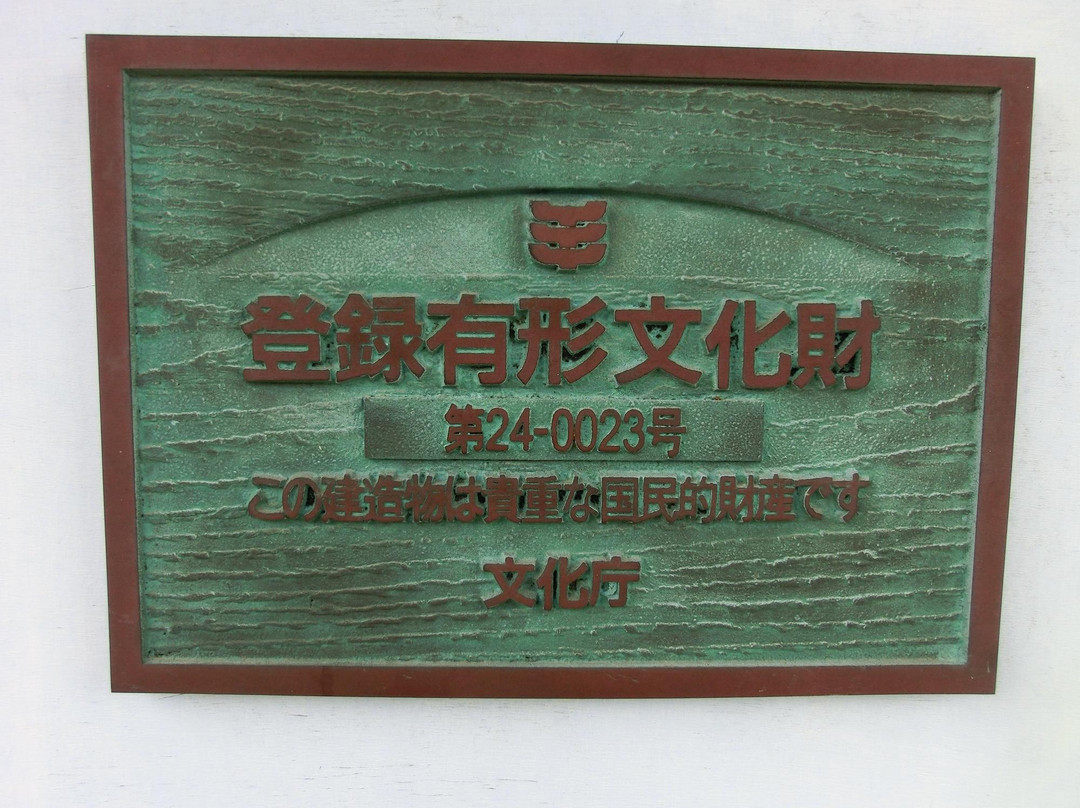 登録有形文化財
第24-0023号
この建造物は貴重な国民的財産です
文化庁